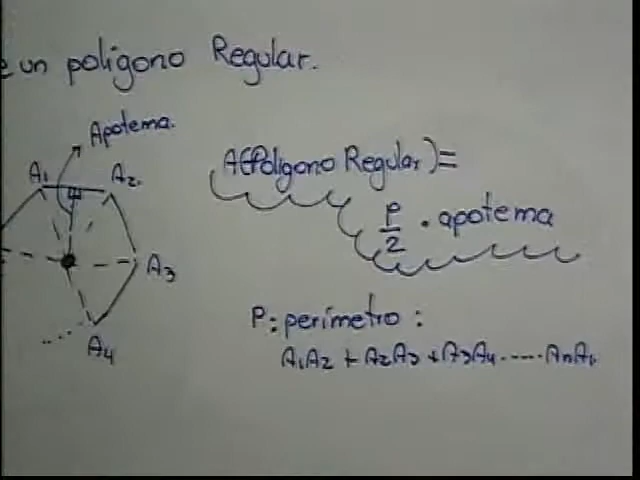 e un polígono Regular.
Apotema.
A1 A2
A3
A4
A(Polígono Regular) =
P/2 · apotema
P: perímetro :
A1A2 + A2A3 + A3A4 ..... AnA1